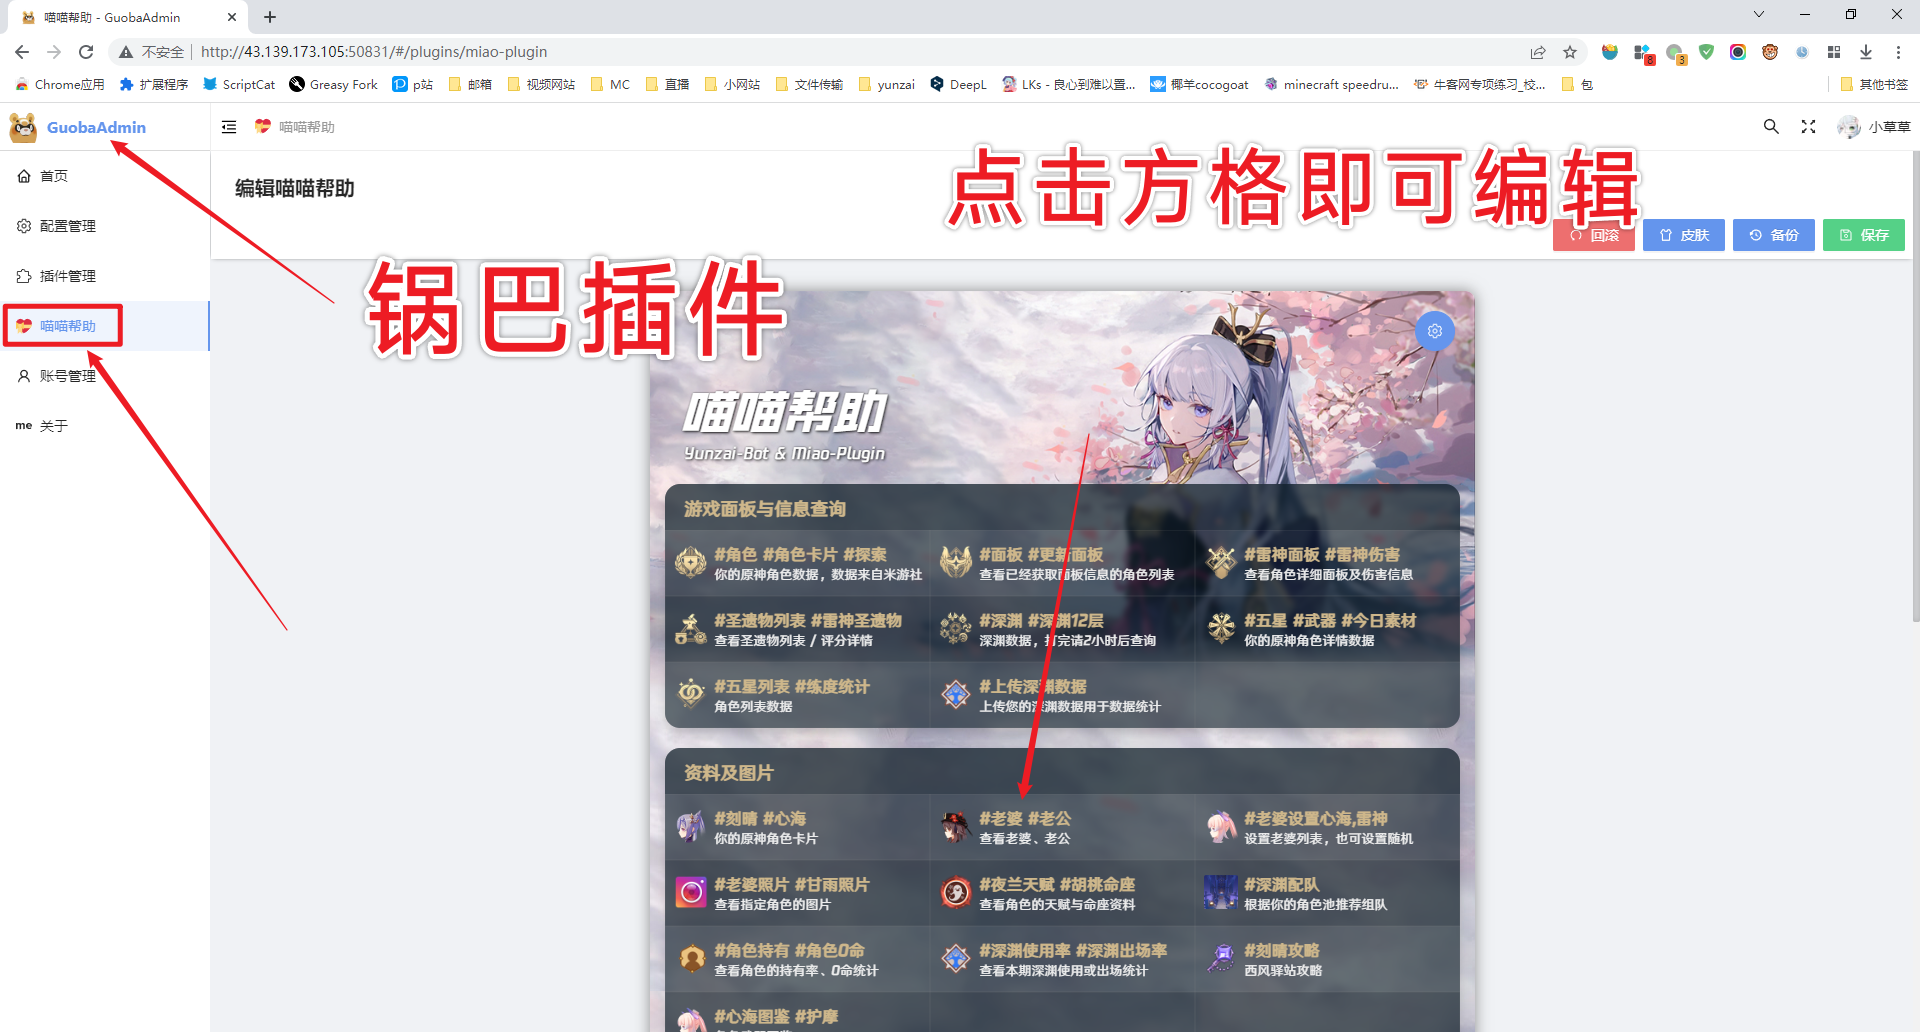 喵喵帮助 - GuobaAdmin
不安全
http://43.139.173.105:50831/#/plugins/miao-plugin
8
3
Chrome应用
扩展程序
ScriptCat
Greasy Fork
p站
邮箱
视频网站
MC
直播
小网站
文件传输
yunzai
DeepL
LKs - 良心到难以置...
椰羊cocogoat
minecraft speedru...
牛客网专项练习_校...
包
其他书签
GuobaAdmin
喵喵帮助
小草草
首页
配置管理
插件管理
喵喵帮助
账号管理
me 关于
编辑喵喵帮助
点击方格即可编辑
回滚
皮肤
备份
保存
锅巴插件
喵喵帮助
Yunzai-Bot & Miao-Plugin
游戏面板与信息查询
#角色 #角色卡片 #探索
你的原神角色数据，数据来自米游社
#面板 #更新面板
查看已经获取面板信息的角色列表
#雷神面板 #雷神伤害
查看角色详细面板及伤害信息
#圣遗物列表 #雷神圣遗物
查看圣遗物列表 / 评分详情
#深渊 #深渊12层
深渊数据，打完请2小时后查询
#五星 #武器 #今日素材
你的原神角色详情数据
#五星列表 #练度统计
角色列表数据
#上传深渊数据
上传您的深渊数据用于数据统计
资料及图片
#刻晴 #心海
你的原神角色卡片
#老婆 #老公
查看老婆、老公
#老婆设置心海,雷神
设置老婆列表，也可设置随机
#老婆照片 #甘雨照片
查看指定角色的图片
#夜兰天赋 #胡桃命座
查看角色的天赋与命座资料
#深渊配队
根据你的角色池推荐组队
#角色持有 #角色0命
查看角色的持有率、0命统计
#深渊使用率 #深渊出场率
查看本期深渊使用或出场统计
#刻晴攻略
西风驿站攻略
#心海图鉴 #护摩